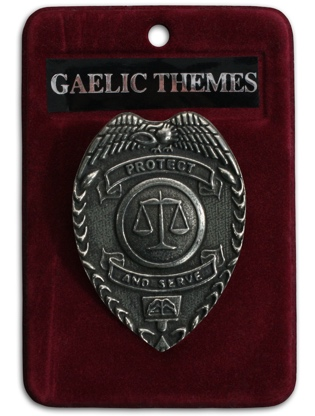 GAELIC THEMES
PROTECT
AND SERVE